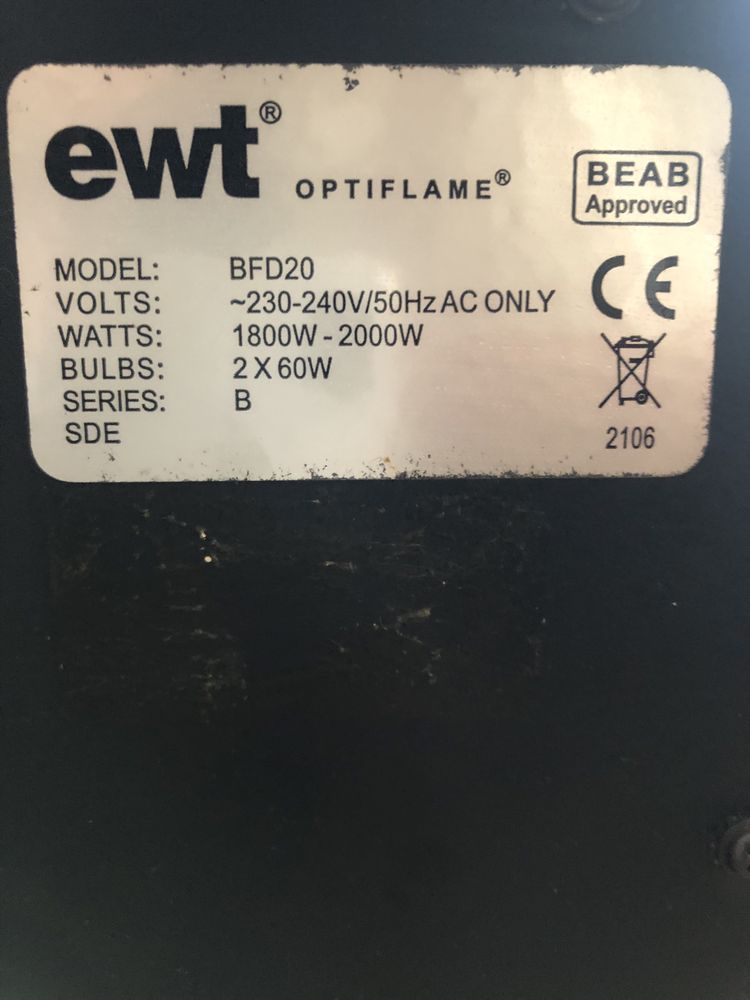 ewt®
OPTIFLAME®
BEAB
Approved
MODEL: BFD20
VOLTS: ~230-240V/50Hz AC ONLY
WATTS: 1800W - 2000W
BULBS: 2 X 60W
SERIES: B
SDE
CE
2106